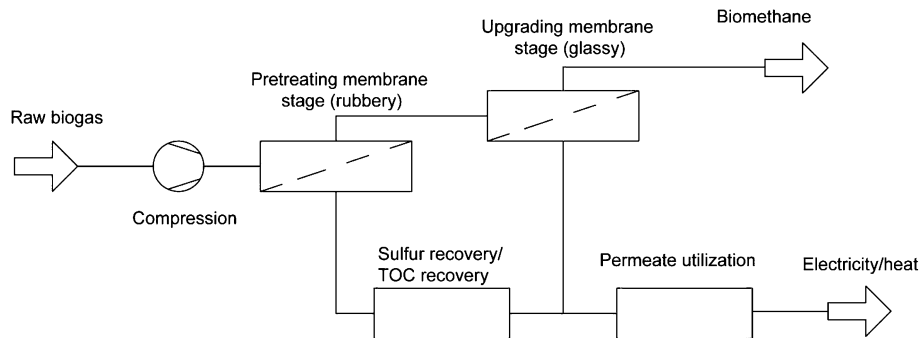 Biomethane
Upgrading membrane
stage (glassy)
Pretreating membrane
stage (rubbery)
Raw biogas
Compression
Sulfur recovery/
TOC recovery
Permeate utilization
Electricity/heat